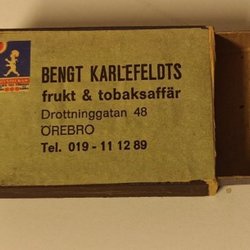 BENGT KARLEFELDTS
frukt & tobaksaffär
Drottninggatan 48
ÖREBRO
Tel. 019 - 11 12 89